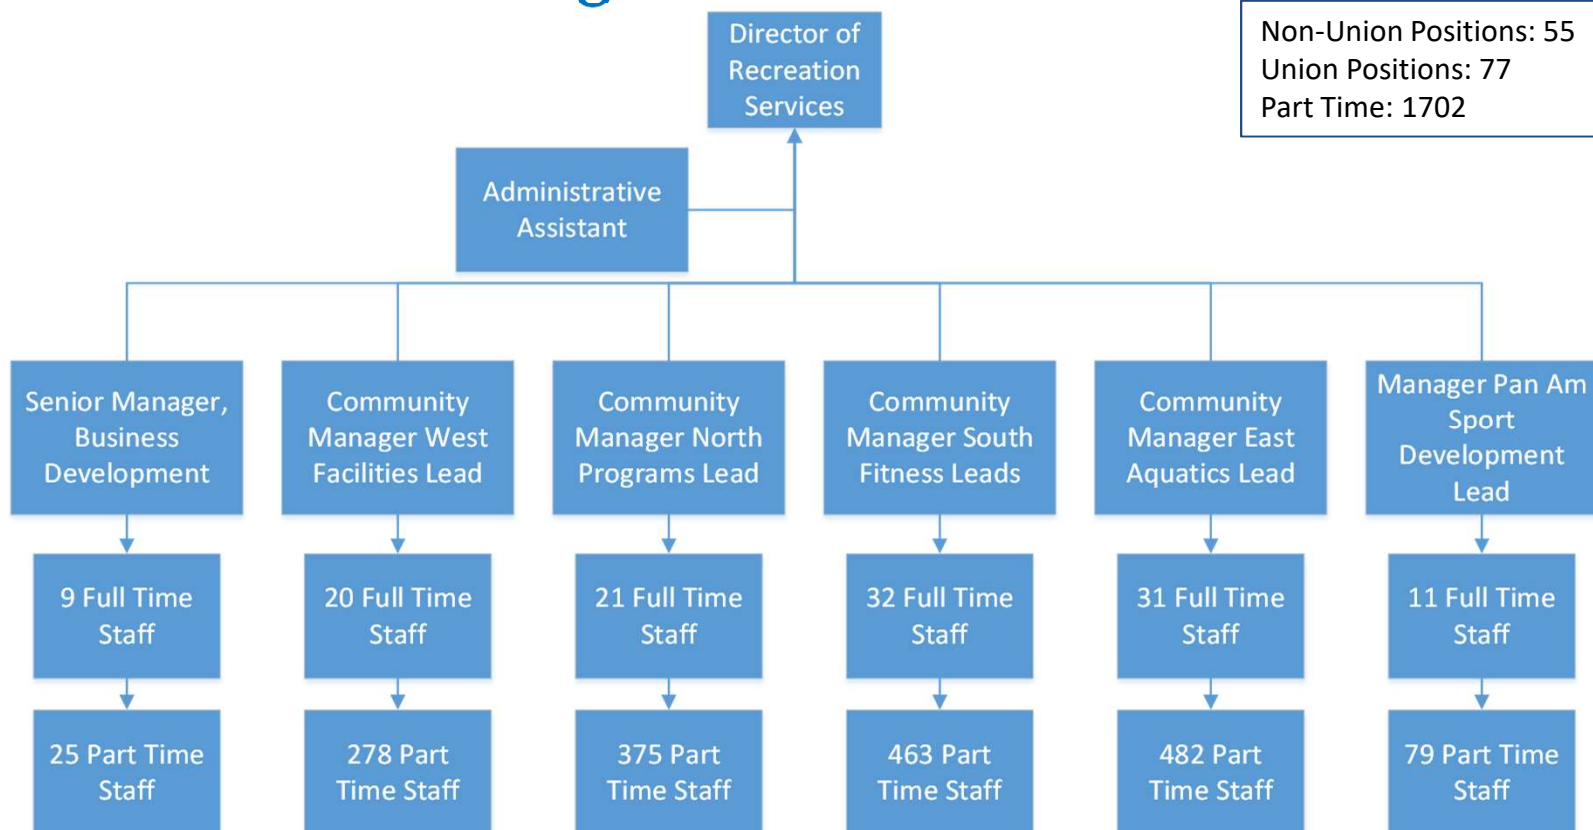 Non-Union Positions: 55
Union Positions: 77
Part Time: 1702
Director of
Recreation
Services
Administrative
Assistant
Senior Manager,
Business
Development
Community
Manager West
Facilities Lead
Community
Manager North
Programs Lead
Community
Manager South
Fitness Leads
Community
Manager East
Aquatics Lead
Manager Pan Am
Sport
Development
Lead
9 Full Time
Staff
20 Full Time
Staff
21 Full Time
Staff
32 Full Time
Staff
31 Full Time
Staff
11 Full Time
Staff
25 Part Time
Staff
278 Part
Time Staff
375 Part
Time Staff
463 Part
Time Staff
482 Part
Time Staff
79 Part Time
Staff